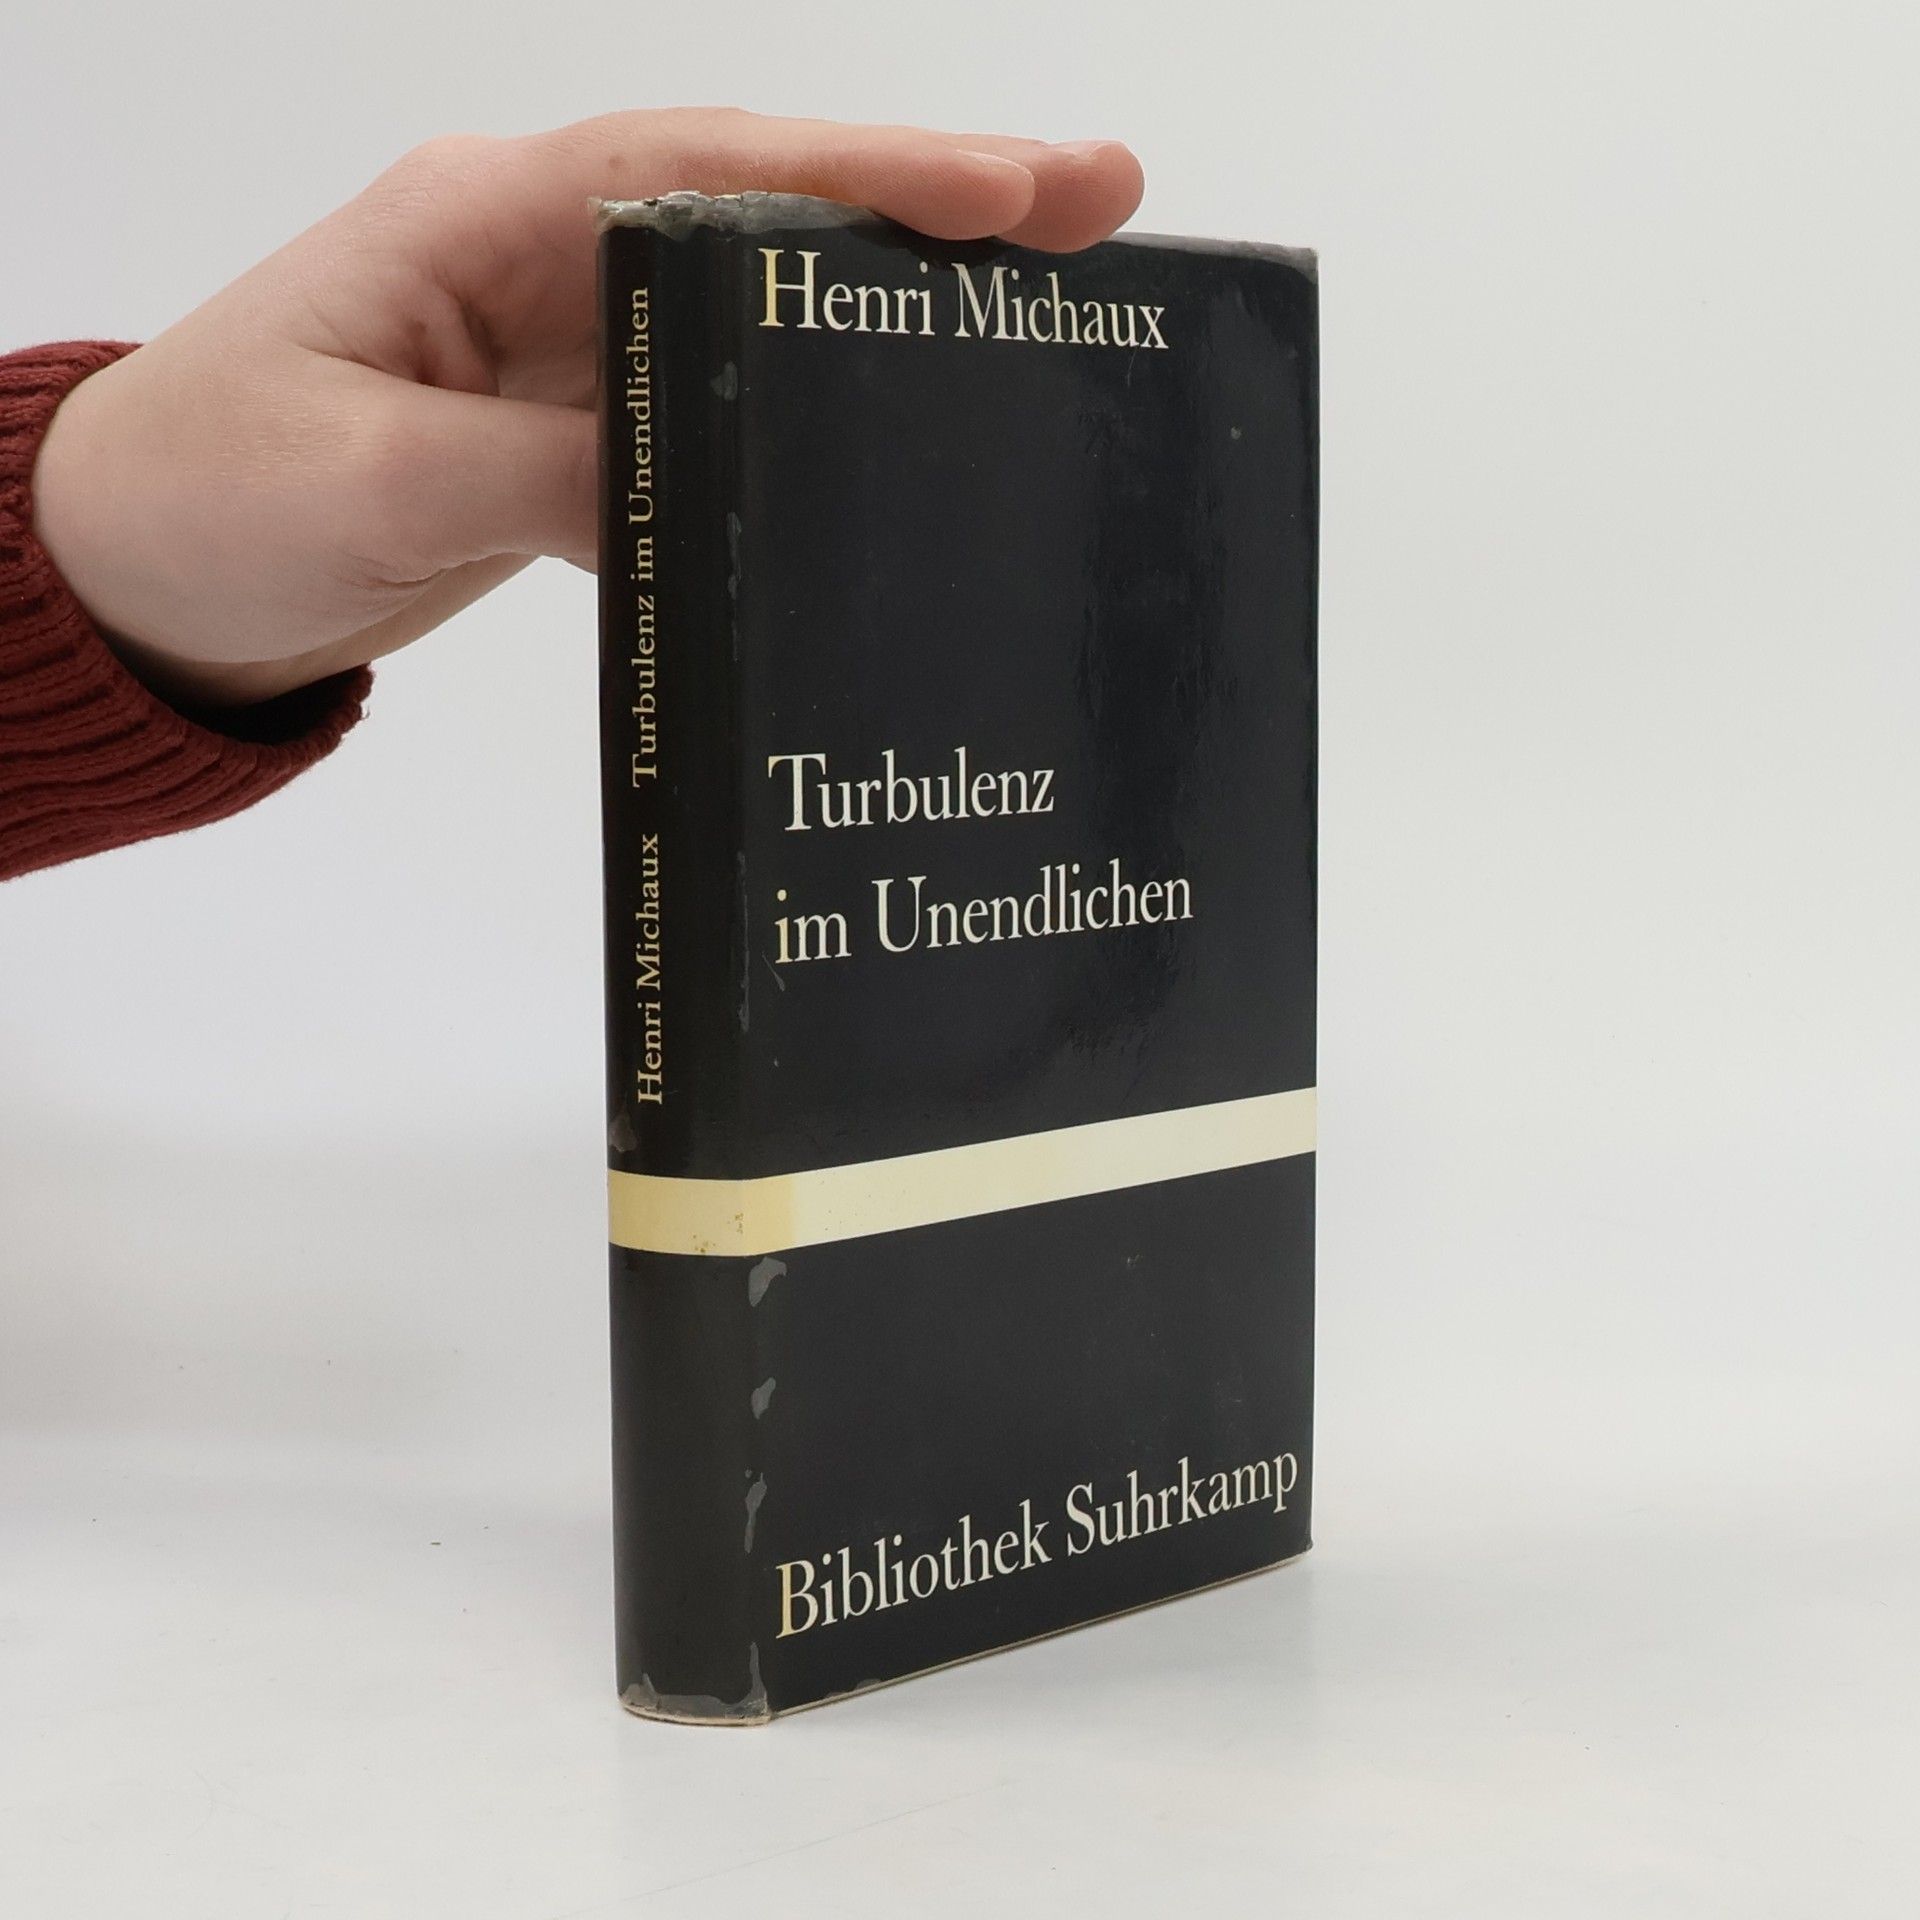 Henri Michaux Turbulenz im Unendlichen
Henri Michaux
Turbulenz
im Unendlichen
Bibliothek Suhrkamp